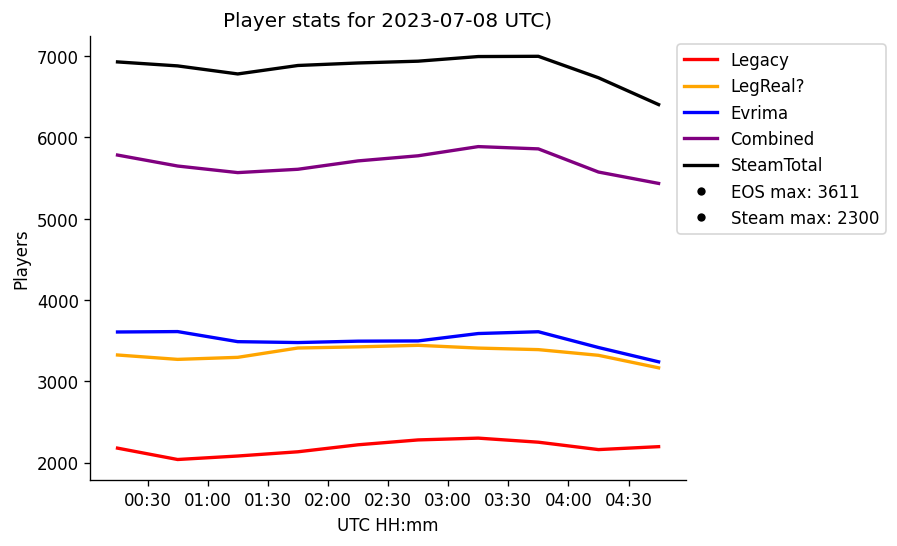 Player stats for 2023-07-08 UTC)
7000
6000
5000
4000
3000
2000
Players
00:30 01:00 01:30 02:00 02:30 03:00 03:30 04:00 04:30
UTC HH:mm
Legacy
LegReal?
Evrima
Combined
SteamTotal
EOS max: 3611
Steam max: 2300